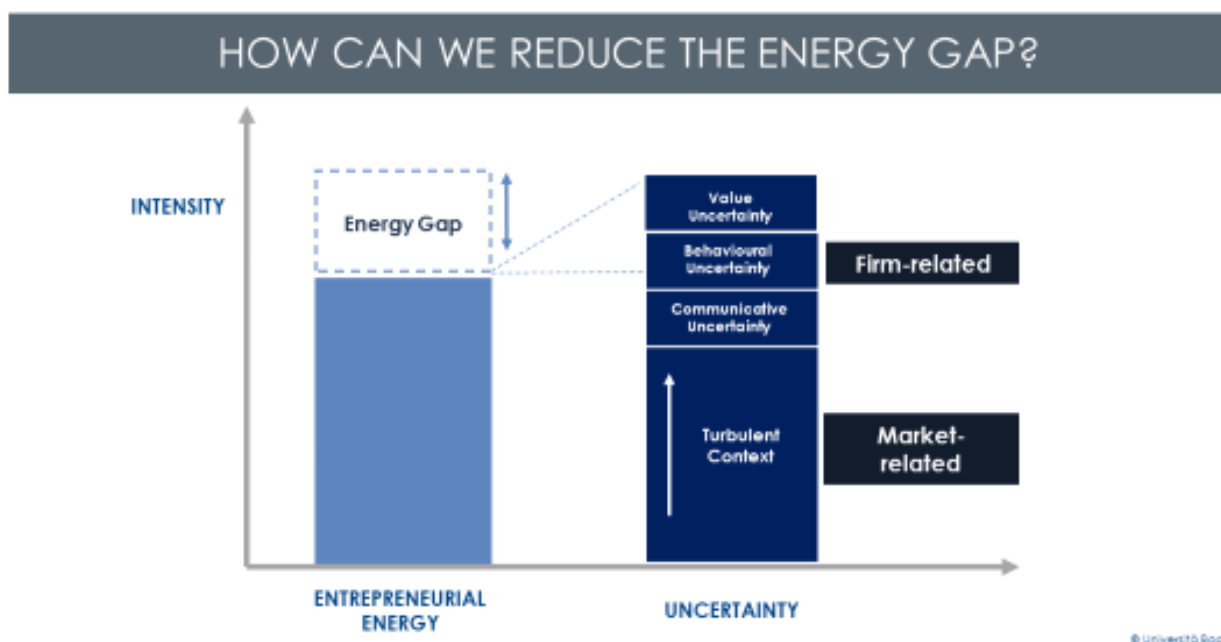 HOW CAN WE REDUCE THE ENERGY GAP?
INTENSITY
Energy Gap
Value
Uncertainty
Behavioural
Uncertainty
Communicative
Uncertainty
Turbulent
Context
Firm-related
Market-
related
ENTREPRENEURIAL
ENERGY
UNCERTAINTY
© Università